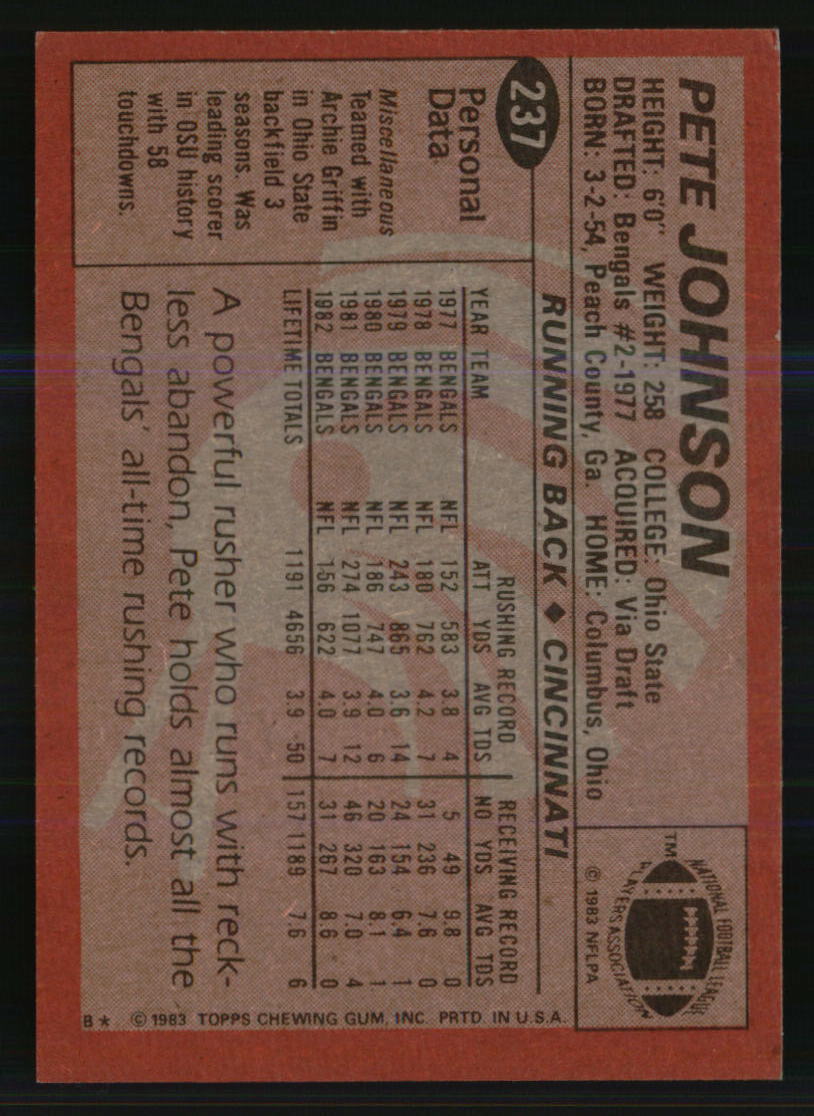 PETE JOHNSON
HEIGHT: 6'0" WEIGHT: 258 COLLEGE: Ohio State
DRAFTED: Bengals #2-1977 ACQUIRED: Via Draft
BORN: 3-2-54, Peach County, Ga. HOME: Columbus, Ohio
TM
NATIONAL FOOTBALL LEAGUE
PLAYERS ASSOCIATION
© 1983 NFLPA
237
RUNNING BACK ◆ CINCINNATI
Personal
Data
Miscellaneous
Teamed with
Archie Griffin
in Ohio State
backfield 3
seasons. Was
leading scorer
in OSU history
with 58
touchdowns.
RUSHING RECORD RECEIVING RECORD
YEAR TEAM ATT YDS AVG TDS NO YDS AVG TDS
1977 BENGALS NFL 152 583 3.8 4 5 49 9.8 0
1978 BENGALS NFL 180 762 4.2 7 31 236 7.6 0
1979 BENGALS NFL 243 865 3.6 14 24 154 6.4 1
1980 BENGALS NFL 186 747 4.0 6 20 163 8.1 1
1981 BENGALS NFL 274 1077 3.9 12 46 320 7.0 4
1982 BENGALS NFL 156 622 4.0 7 31 267 8.6 0
LIFETIME TOTALS 1191 4656 3.9 50 157 1189 7.6 6
A powerful rusher who runs with reck-
less abandon, Pete holds almost all the
Bengals' all-time rushing records.
B* © 1983 TOPPS CHEWING GUM, INC. PRTD. IN U.S.A.